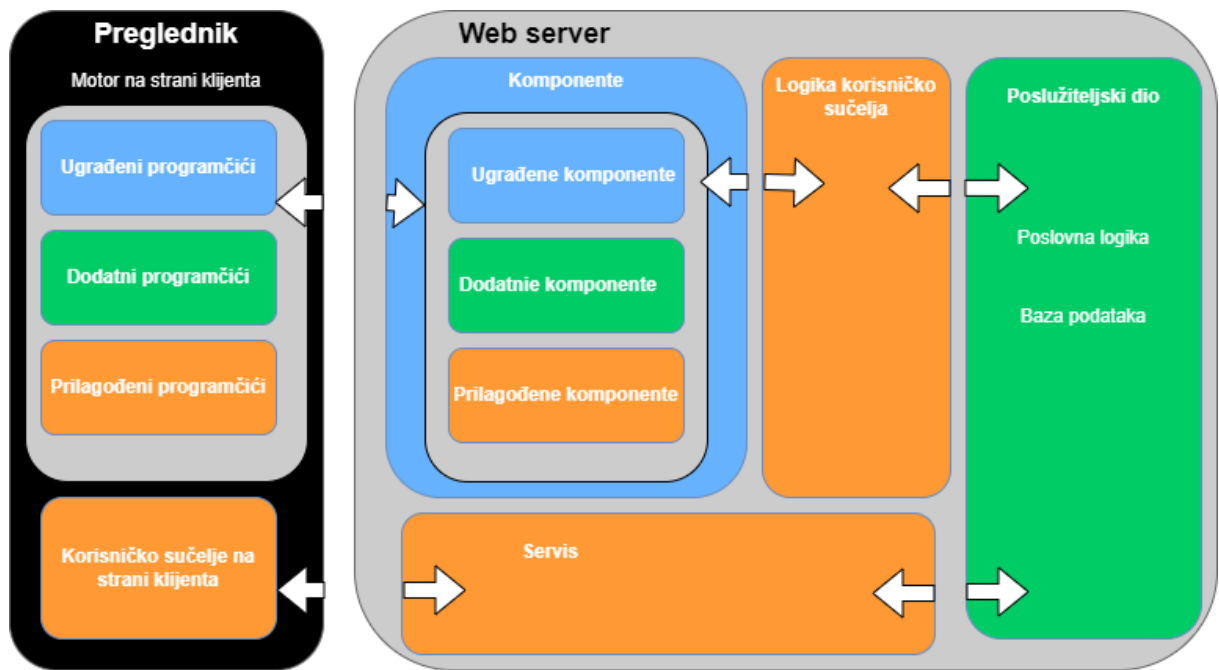 Preglednik
Motor na strani klijenta
Ugrađeni programčići
Dodatni programčići
Prilagođeni programčići
Korisničko sučelje na
strani klijenta
Web server
Komponente
Ugrađene komponente
Dodatnie komponente
Prilagođene komponente
Logika korisničko
sučelja
Poslužiteljski dio
Poslovna logika
Baza podataka
Servis